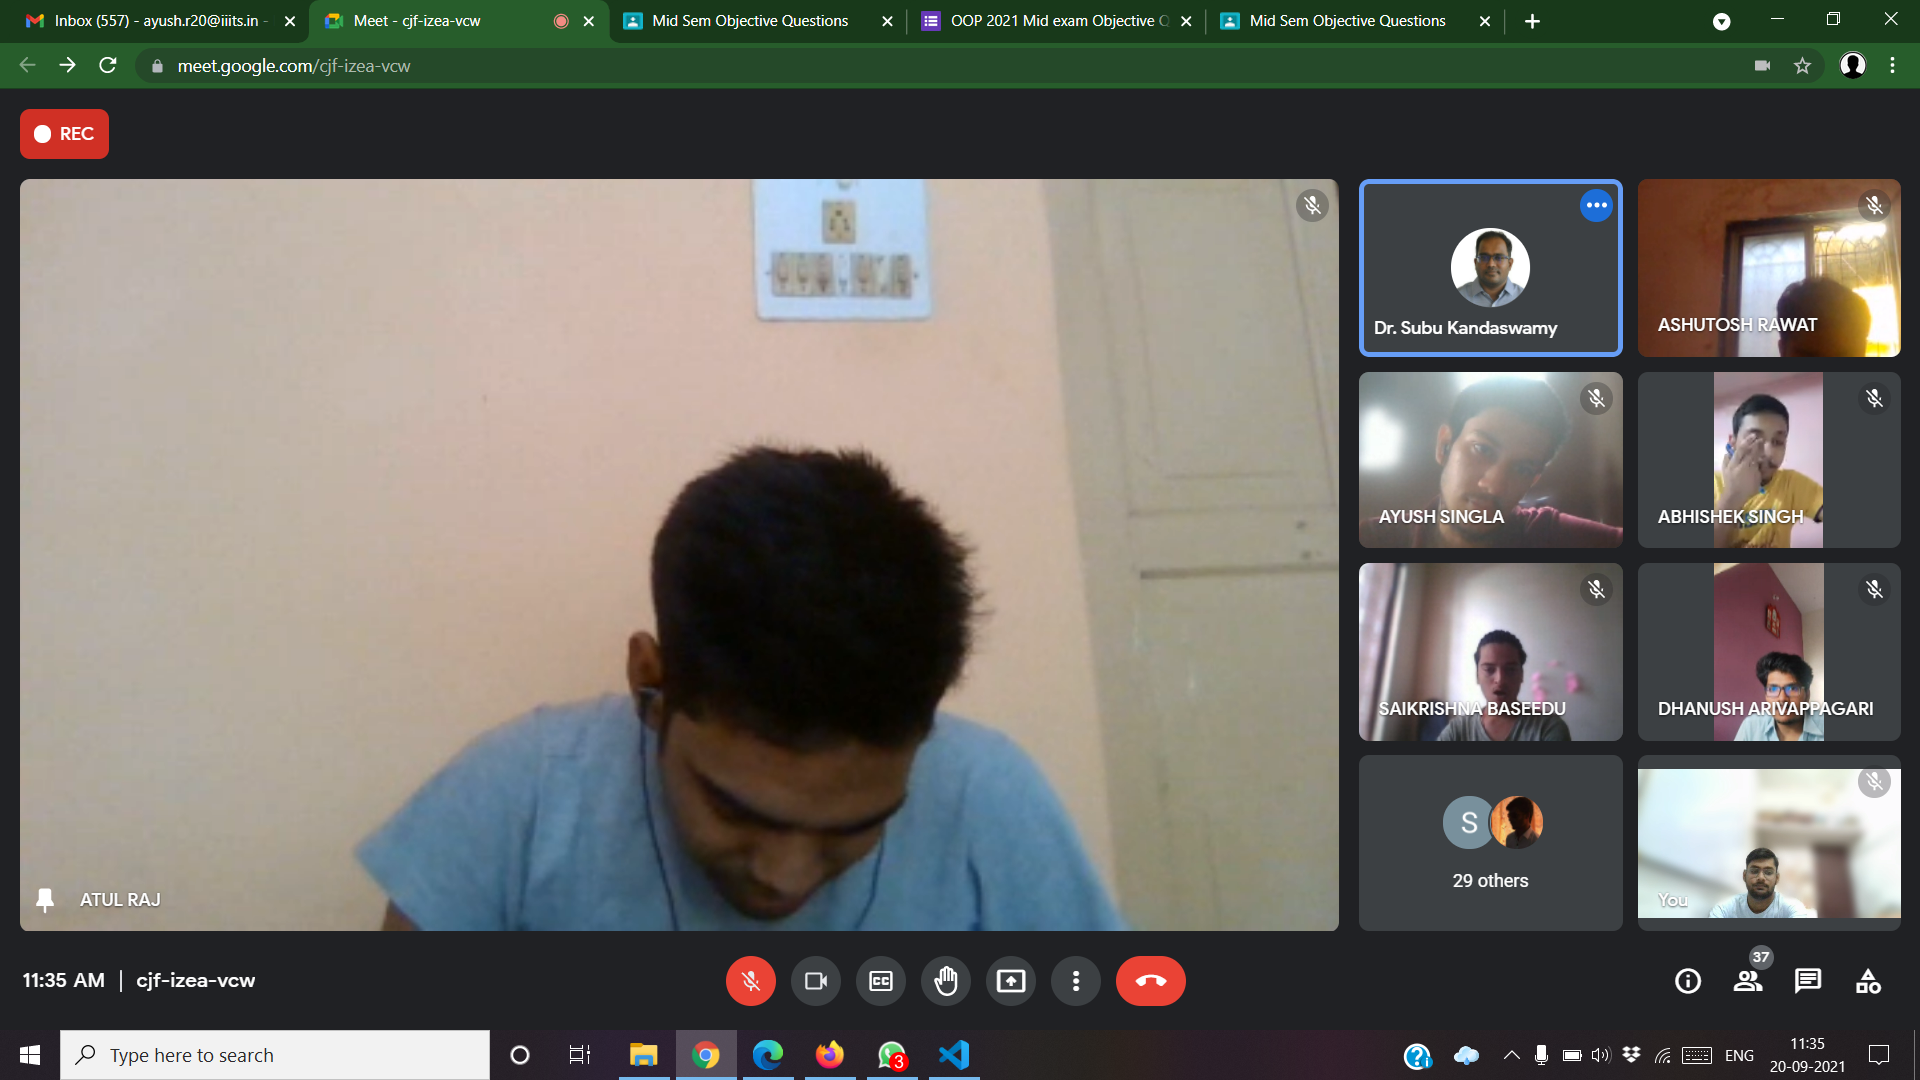 Inbox (557) - ayush.r20@iiits.in -
Meet - cjf-izea-vcw
Mid Sem Objective Questions
OOP 2021 Mid exam Objective Q
Mid Sem Objective Questions
meet.google.com/cjf-izea-vcw
REC
Dr. Subu Kandaswamy
ASHUTOSH RAWAT
AYUSH SINGLA
ABHISHEK SINGH
SAIKRISHNA BASEEDU
DHANUSH ARIVAPPAGARI
S
29 others
You
ATUL RAJ
11:35 AM | cjf-izea-vcw
CC
37
Type here to search
3
ENG
11:35
20-09-2021